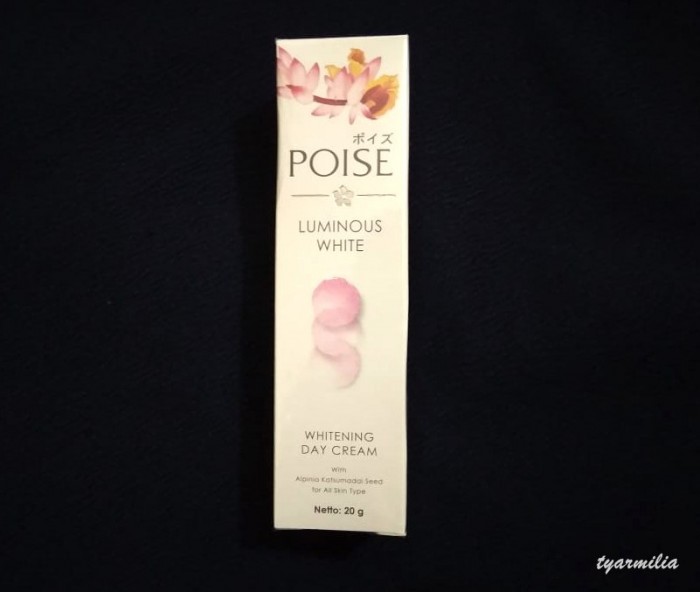 ポイズ
POISE
LUMINOUS
WHITE
WHITENING
DAY CREAM
with
Alpinia Katsumadai Seed
for All Skin Type
Netto: 20 g
tyarmilia